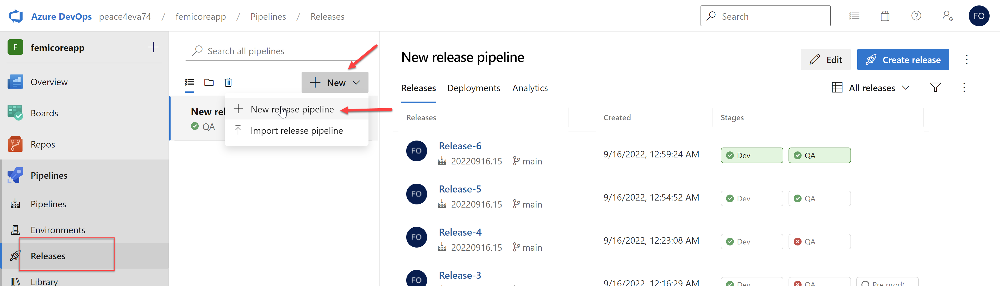 Azure DevOps peace4eva74 / femicoreapp / Pipelines / Releases
Search
FO
F femicoreapp
Overview
Boards
Repos
Pipelines
Pipelines
Environments
Releases
Library
Search all pipelines
New
New rel
QA
New release pipeline
Import release pipeline
New release pipeline
Edit
Create release
Releases Deployments Analytics
All releases
Releases Created Stages
FO Release-6 9/16/2022, 12:59:24 AM Dev QA
20220916.15 main
FO Release-5 9/16/2022, 12:54:52 AM Dev QA
20220916.15 main
FO Release-4 9/16/2022, 12:23:08 AM Dev QA
20220916.15 main
FO Release-3 9/16/2022, 12:16:29 AM Dev QA Pre prod(